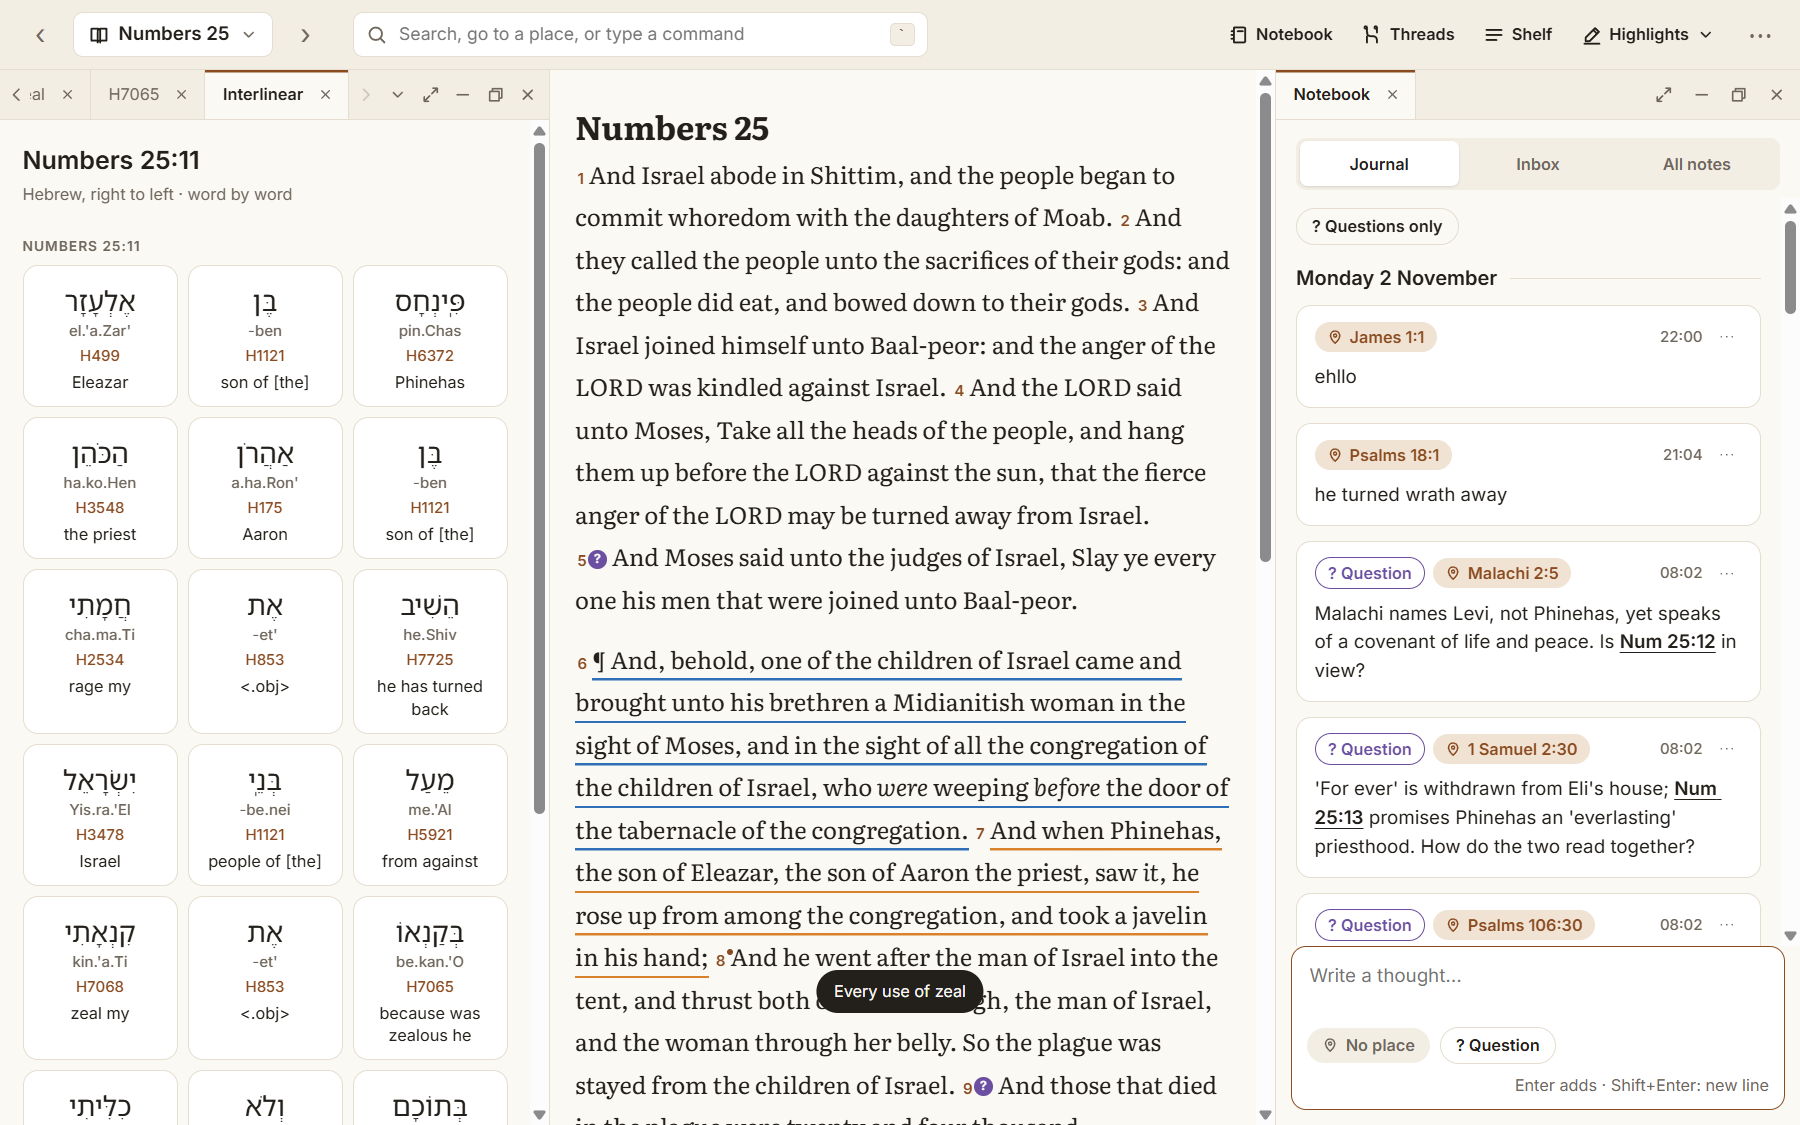 Numbers 25
Search, go to a place, or type a command
`
Notebook
Threads
Shelf
Highlights
H7065
Interlinear
Numbers 25:11
Hebrew, right to left · word by word
NUMBERS 25:11
פִּֽינְחָ֨ס
pin.Chas
H6372
Phinehas
בֶּן
-ben
H1121
son of [the]
אֶלְעָזָ֜ר
el.'a.Zar'
H499
Eleazar
בֶּן
-ben
H1121
son of [the]
אַהֲרֹ֣ן
a.ha.Ron'
H175
Aaron
הַכֹּהֵ֗ן
ha.ko.Hen
H3548
the priest
הֵשִׁ֤יב
he.Shiv
H7725
he has turned
back
אֶת
-et'
H853
<.obj>
חֲמָתִי֙
cha.ma.Ti
H2534
rage my
מֵעַ֣ל
me.'Al
H5921
from against
בְּנֵֽי
-be.nei
H1121
people of [the]
יִשְׂרָאֵ֔ל
Yis.ra.'El
H3478
Israel
בְּקַנְא֥וֹ
be.kan.'O
H7065
because was
zealous he
אֶת
-et'
H853
<.obj>
קִנְאָתִ֖י
kin.'a.Ti
H7068
zeal my
בְּתוֹכָ֑ם
וְלֹא
כִלִּ֥יתִי
Numbers 25
1 And Israel abode in Shittim, and the people began to
commit whoredom with the daughters of Moab. 2 And
they called the people unto the sacrifices of their gods: and
the people did eat, and bowed down to their gods. 3 And
Israel joined himself unto Baal-peor: and the anger of the
LORD was kindled against Israel. 4 And the LORD said
unto Moses, Take all the heads of the people, and hang
them up before the LORD against the sun, that the fierce
anger of the LORD may be turned away from Israel.
5 ? And Moses said unto the judges of Israel, Slay ye every
one his men that were joined unto Baal-peor.
6 ¶ And, behold, one of the children of Israel came and
brought unto his brethren a Midianitish woman in the
sight of Moses, and in the sight of all the congregation of
the children of Israel, who were weeping before the door of
the tabernacle of the congregation. 7 And when Phinehas,
the son of Eleazar, the son of Aaron the priest, saw it, he
rose up from among the congregation, and took a javelin
in his hand; 8 And he went after the man of Israel into the
tent, and thrust both the man of Israel,
Every use of zeal
and the woman through her belly. So the plague was
stayed from the children of Israel. 9 ? And those that died
in the plague were twenty and four thousand.
Notebook
Journal
Inbox
All notes
? Questions only
Monday 2 November
James 1:1
22:00
ehllo
Psalms 18:1
21:04
he turned wrath away
? Question
Malachi 2:5
08:02
Malachi names Levi, not Phinehas, yet speaks
of a covenant of life and peace. Is Num 25:12 in
view?
? Question
1 Samuel 2:30
08:02
'For ever' is withdrawn from Eli's house; Num
25:13 promises Phinehas an 'everlasting'
priesthood. How do the two read together?
? Question
Psalms 106:30
08:02
Write a thought...
No place
? Question
Enter adds · Shift+Enter: new line